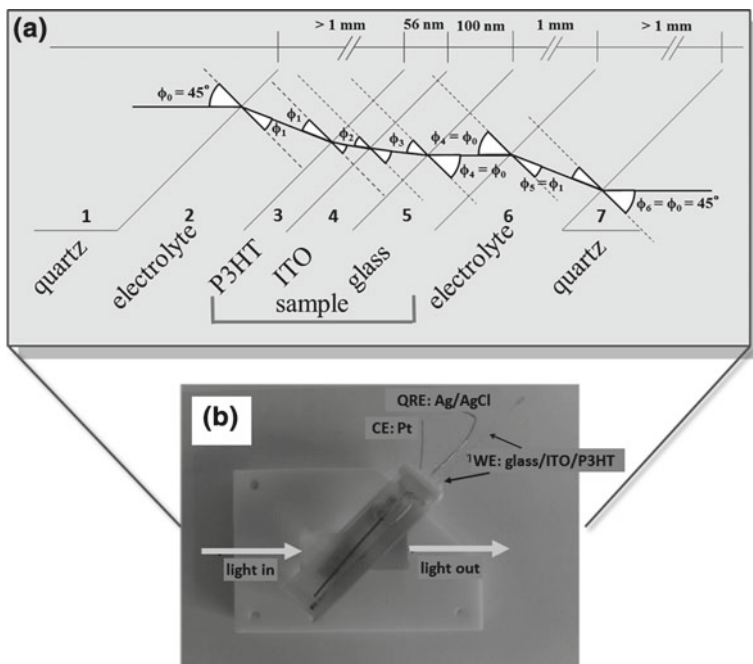 (a)
> 1 mm 56 nm 100 nm 1 mm > 1 mm
ϕ₀ = 45°
ϕ₁
ϕ₁
ϕ₂
ϕ₃
ϕ₄ = ϕ₀
ϕ₄ = ϕ₀
ϕ₅ = ϕ₁
ϕ₆ = ϕ₀ = 45°
1 2 3 4 5 6 7
quartz electrolyte P3HT ITO glass electrolyte quartz
sample
(b)
QRE: Ag/AgCl
CE: Pt
WE: glass/ITO/P3HT
light in
light out